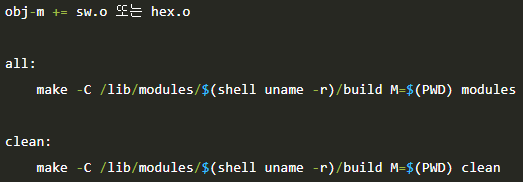 obj-m += sw.o 또는 hex.o
all:
make -C /lib/modules/$(shell uname -r)/build M=$(PWD) modules
clean:
make -C /lib/modules/$(shell uname -r)/build M=$(PWD) clean